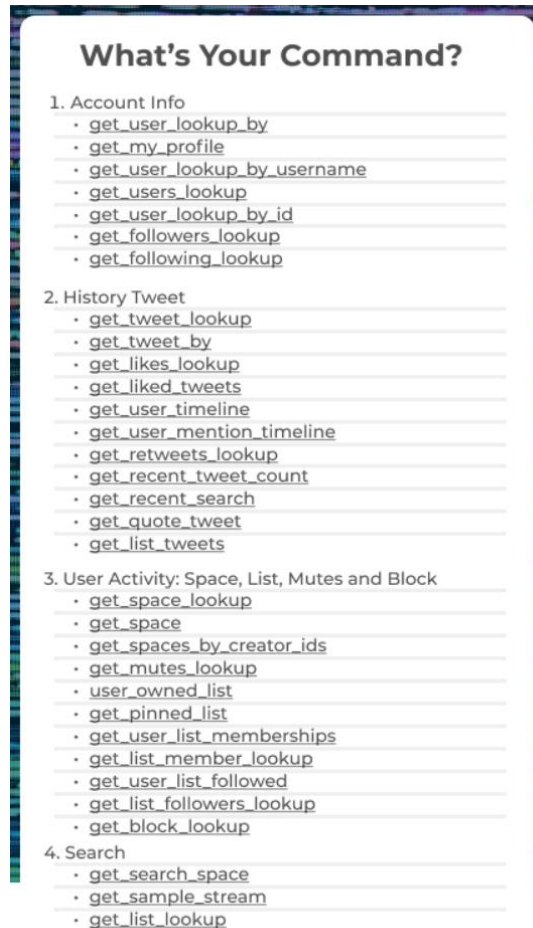 What’s Your Command?
1. Account Info
• get_user_lookup_by
• get_my_profile
• get_user_lookup_by_username
• get_users_lookup
• get_user_lookup_by_id
• get_followers_lookup
• get_following_lookup
2. History Tweet
• get_tweet_lookup
• get_tweet_by
• get_likes_lookup
• get_liked_tweets
• get_user_timeline
• get_user_mention_timeline
• get_retweets_lookup
• get_recent_tweet_count
• get_recent_search
• get_quote_tweet
• get_list_tweets
3. User Activity: Space, List, Mutes and Block
• get_space_lookup
• get_space
• get_spaces_by_creator_ids
• get_mutes_lookup
• user_owned_list
• get_pinned_list
• get_user_list_memberships
• get_list_member_lookup
• get_user_list_followed
• get_list_followers_lookup
• get_block_lookup
4. Search
• get_search_space
• get_sample_stream
• get_list_lookup